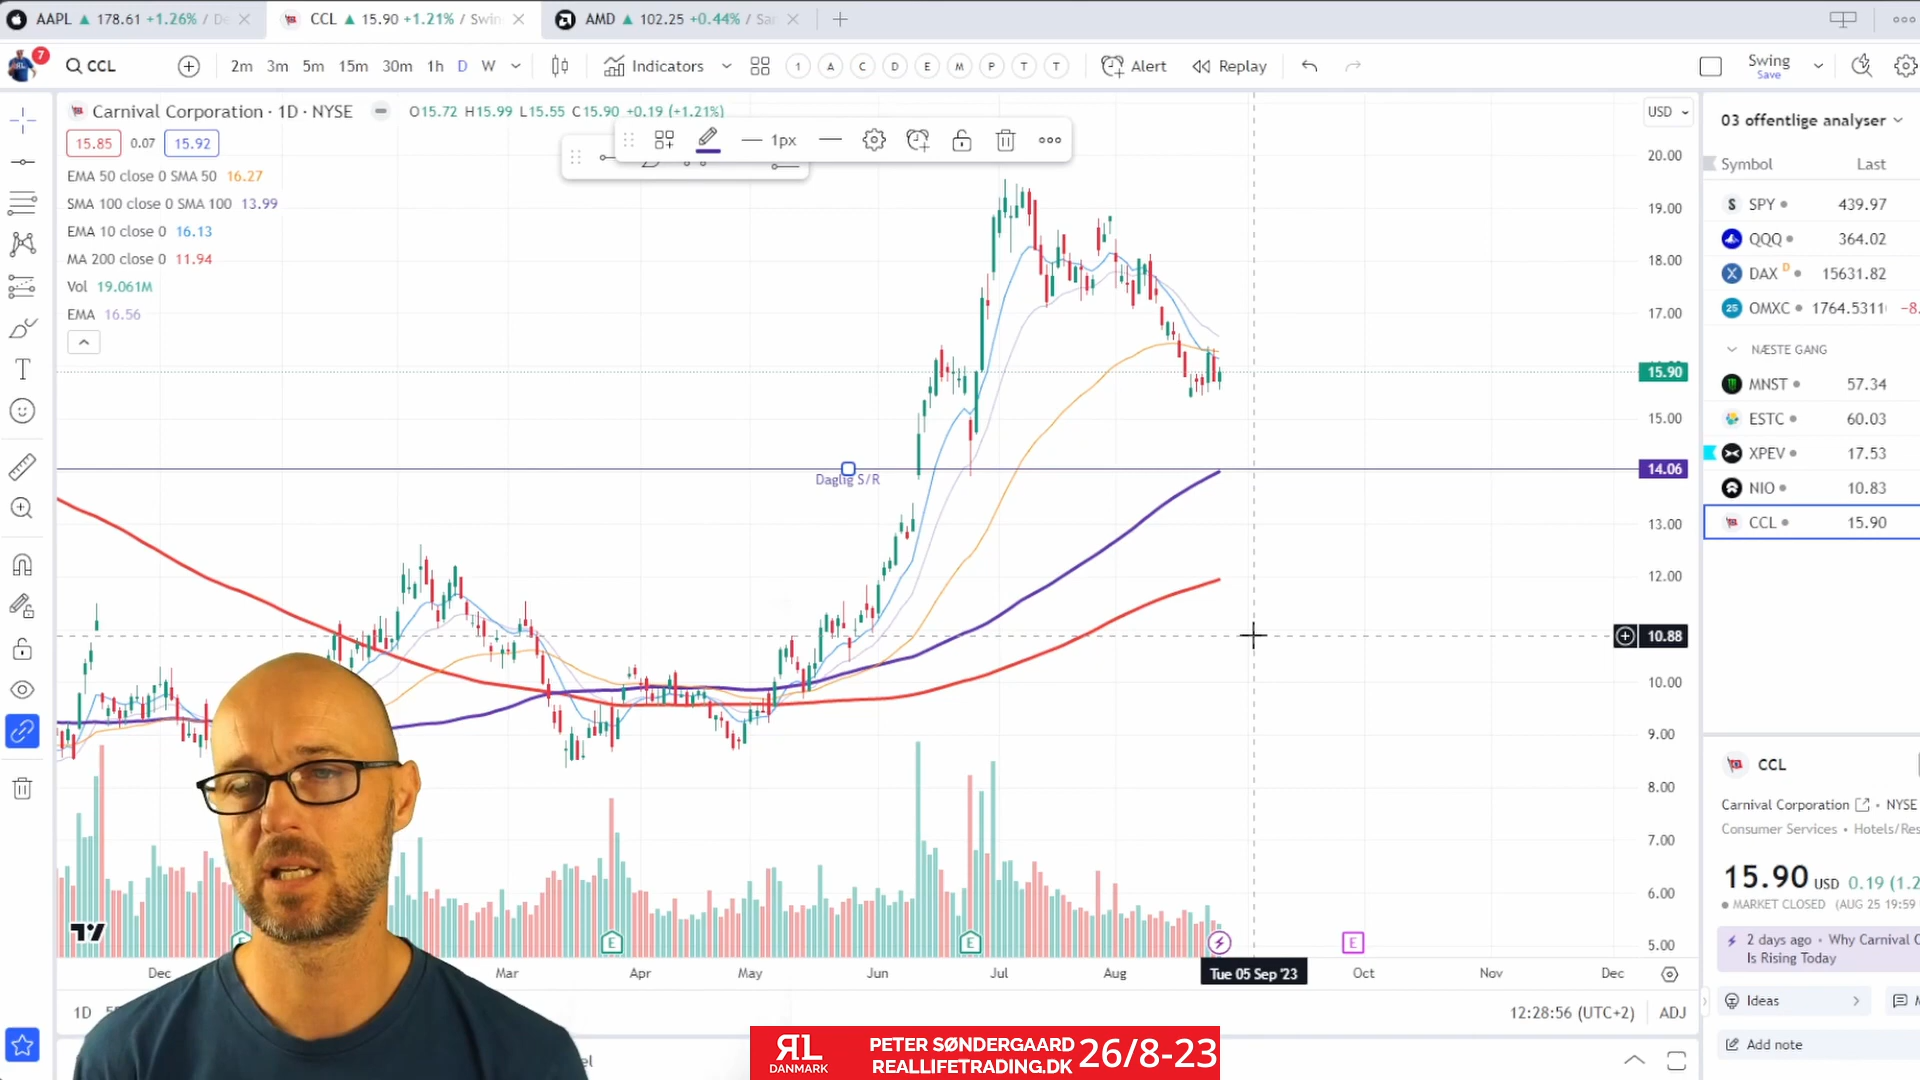 AAPL ▲ 178.61 +1.26% / De
CCL ▲ 15.90 +1.21% / Swin
AMD ▲ 102.25 +0.44% / Sa
7
CCL
2m 3m 5m 15m 30m 1h D W
Indicators
1 A C D E M P T T
Alert
Replay
Swing
Save
Carnival Corporation · 1D · NYSE
O15.72 H15.99 L15.55 C15.90 +0.19 (+1.21%)
15.85 0.07 15.92
EMA 50 close 0 SMA 50 16.27
SMA 100 close 0 SMA 100 13.99
EMA 10 close 0 16.13
MA 200 close 0 11.94
Vol 19.061M
EMA 16.56
1px
USD
20.00
19.00
18.00
17.00
15.90
15.00
14.06
13.00
12.00
10.88
10.00
9.00
8.00
7.00
6.00
5.00
Daglig S/R
E
E
E
E
Dec Mar Apr May Jun Jul Aug Tue 05 Sep '23 Oct Nov Dec
1D
12:28:56 (UTC+2) ADJ
03 offentlige analyser
Symbol Last
SPY 439.97
QQQ 364.02
DAX D 15631.82
OMXC 1764.5311 −8.
NÆSTE GANG
MNST 57.34
ESTC 60.03
XPEV 17.53
NIO 10.83
CCL 15.90
CCL
Carnival Corporation · NYSE
Consumer Services • Hotels/Res
15.90 USD 0.19 (1.2
MARKET CLOSED (AUG 25 19:59
2 days ago • Why Carnival C
Is Rising Today
Ideas
Add note
RL
DANMARK
PETER SØNDERGAARD
REALLIFETRADING.DK
26/8-23